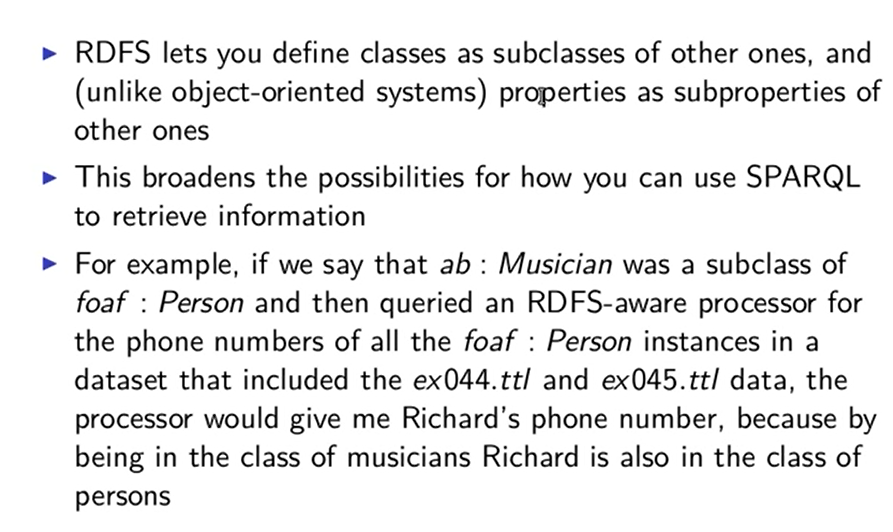 RDFS lets you define classes as subclasses of other ones, and
(unlike object-oriented systems) properties as subproperties of
other ones
This broadens the possibilities for how you can use SPARQL
to retrieve information
For example, if we say that ab : Musician was a subclass of
foaf : Person and then queried an RDFS-aware processor for
the phone numbers of all the foaf : Person instances in a
dataset that included the ex044.ttl and ex045.ttl data, the
processor would give me Richard's phone number, because by
being in the class of musicians Richard is also in the class of
persons